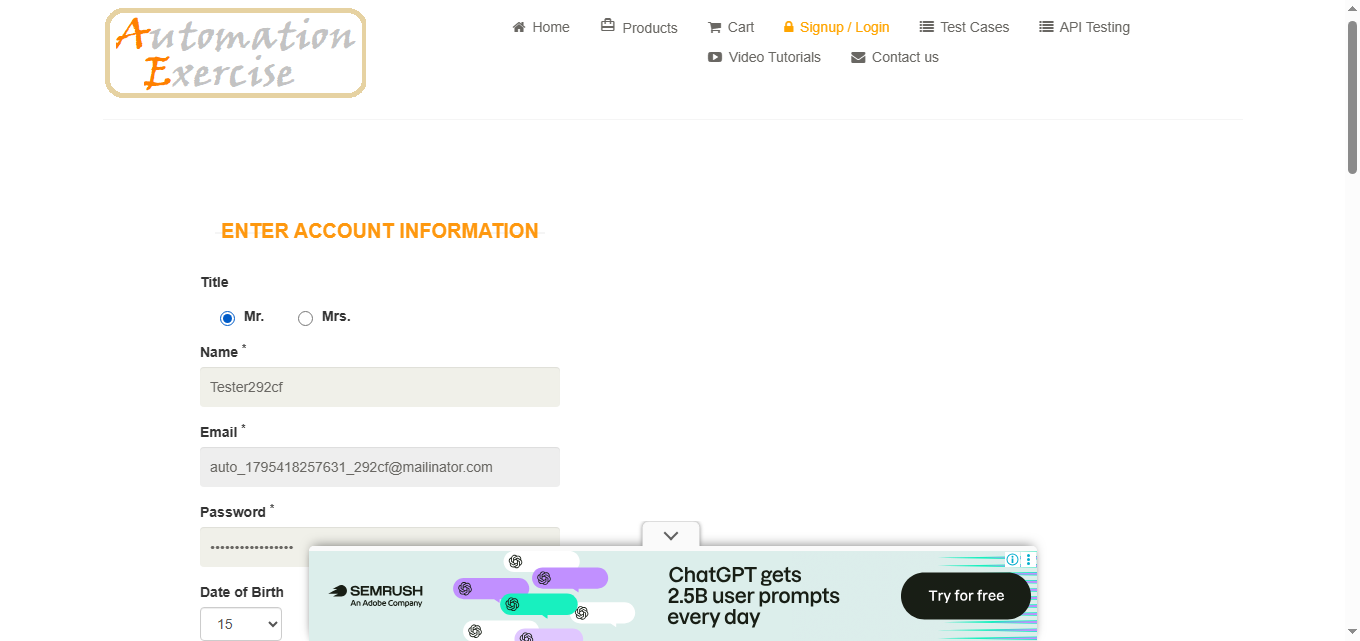 Automation
Exercise
Home
Products
Cart
Signup / Login
Test Cases
API Testing
Video Tutorials
Contact us
ENTER ACCOUNT INFORMATION
Title
Mr.
Mrs.
Name *
Tester292cf
Email *
auto_1795418257631_292cf@mailinator.com
Password *
•••••••••••••••••
Date of Birth
15
SEMRUSH
An Adobe Company
ChatGPT gets
2.5B user prompts
every day
Try for free